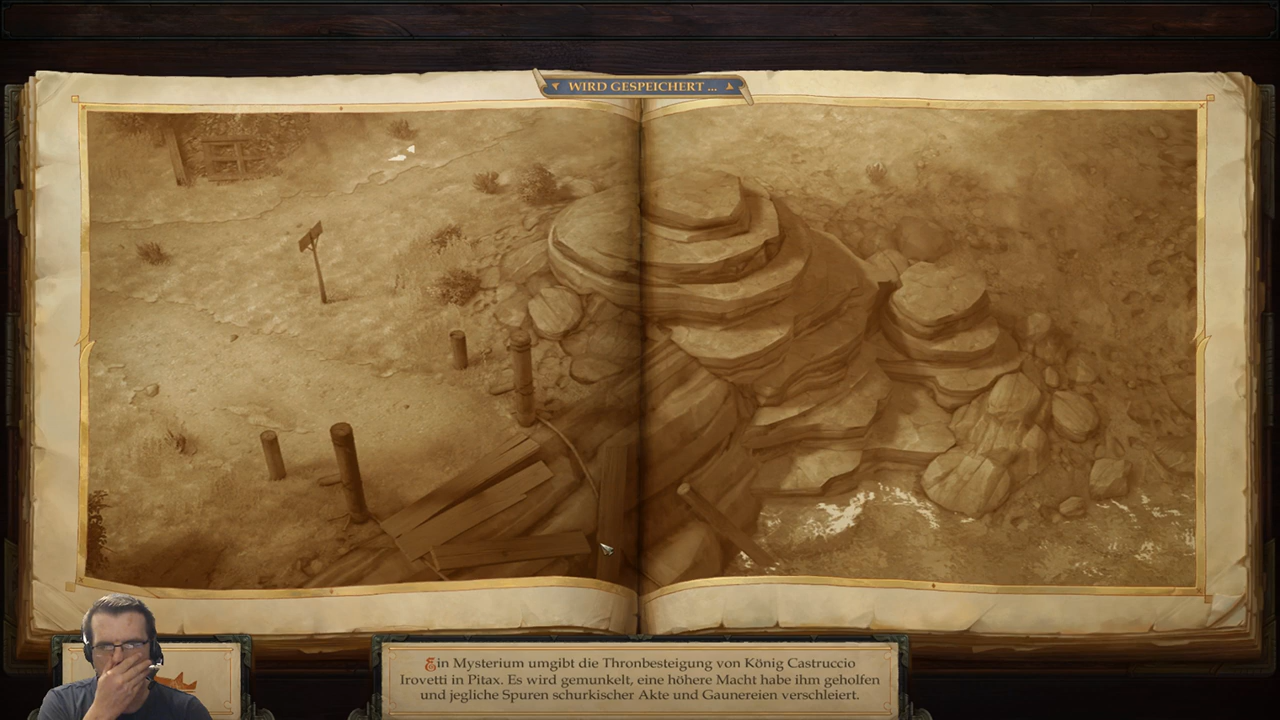 WIRD GESPEICHERT ...
Ein Mysterium umgibt die Thronbesteigung von König Castruccio
Irovetti in Pitax. Es wird gemunkelt, eine höhere Macht habe ihm geholfen
und jegliche Spuren schurkischer Akte und Gaunereien verschleiert.